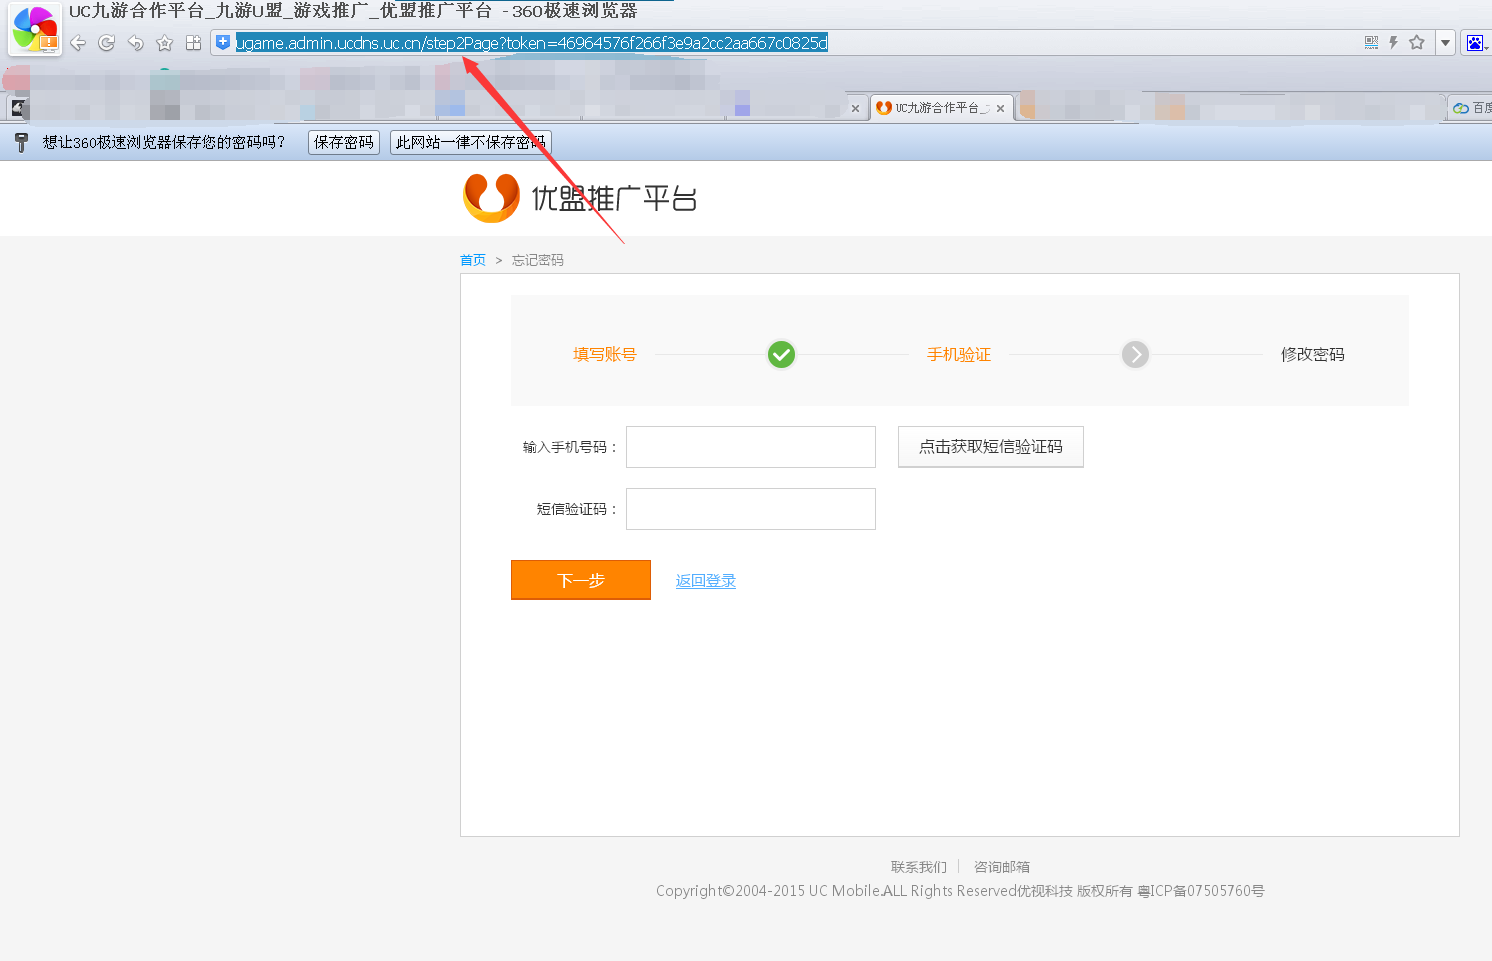 UC九游合作平台_九游U盟_游戏推广_优盟推广平台 - 360极速浏览器
ugame.admin.ucdns.uc.cn/step2Page?token=46964576f266f3e9a2cc2aa667c0825d
UC九游合作平台_
百度
想让360极速浏览器保存您的密码吗? 保存密码 此网站一律不保存密码
优盟推广平台
首页 > 忘记密码
填写账号 手机验证 修改密码
输入手机号码： 点击获取短信验证码
短信验证码：
下一步 返回登录
联系我们 咨询邮箱
Copyright©2004-2015 UC Mobile.ALL Rights Reserved优视科技 版权所有 粤ICP备07505760号